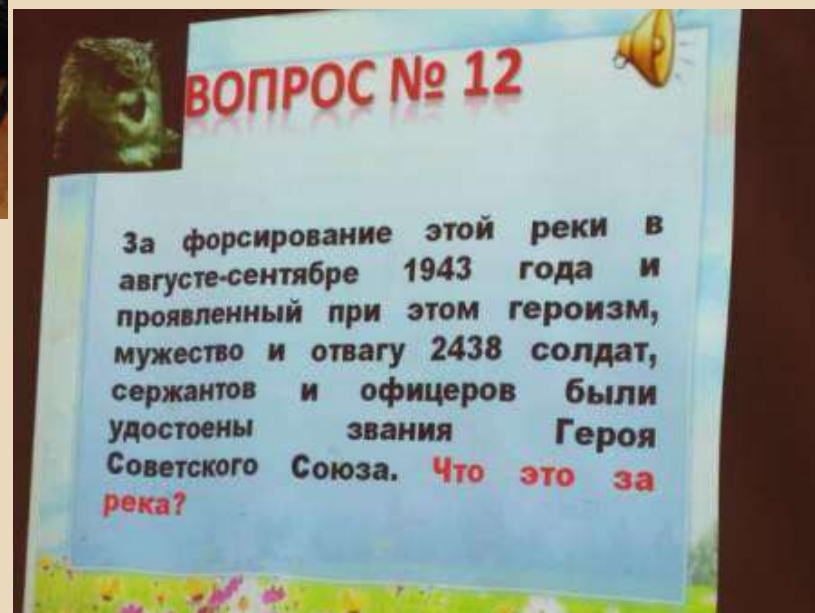 ВОПРОС № 12
За форсирование этой реки в
августе-сентябре 1943 года и
проявленный при этом героизм,
мужество и отвагу 2438 солдат,
сержантов и офицеров были
удостоены звания Героя
Советского Союза. Что это за
река?